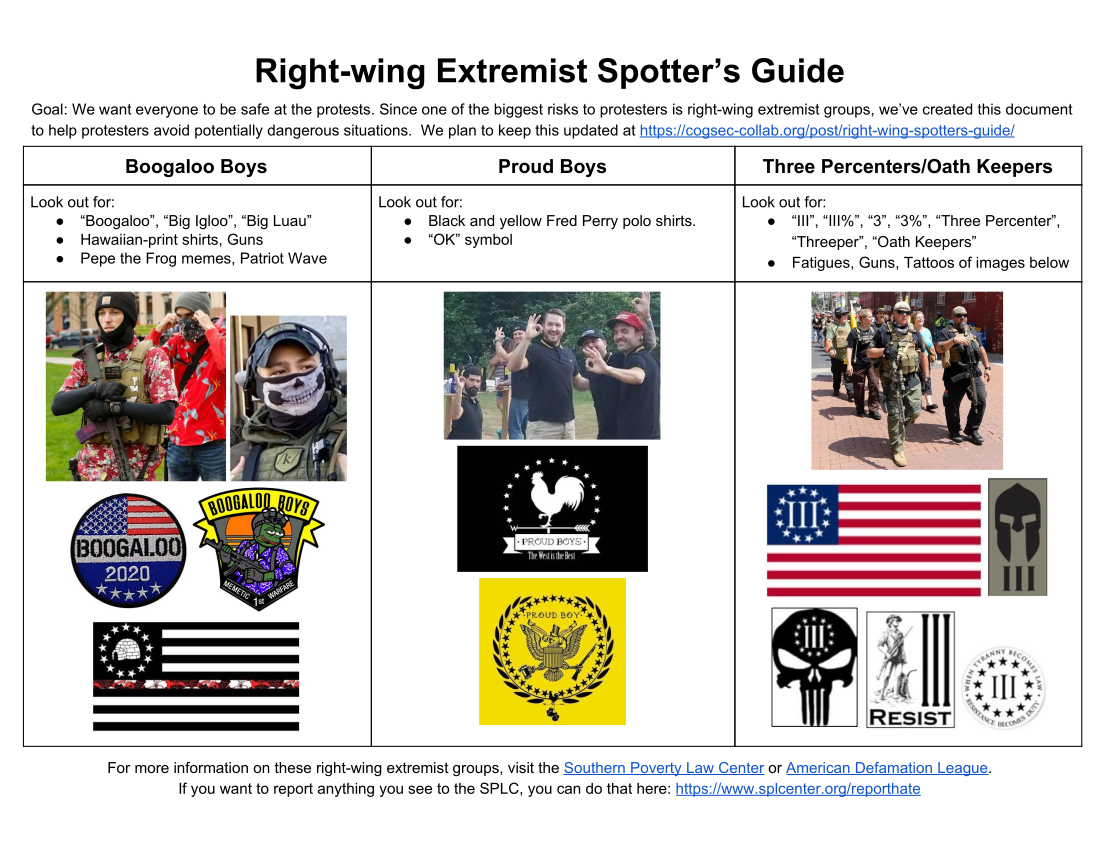 Right-wing Extremist Spotter’s Guide
Goal: We want everyone to be safe at the protests. Since one of the biggest risks to protesters is right-wing extremist groups, we’ve created this document
to help protesters avoid potentially dangerous situations. We plan to keep this updated at https://cogsec-collab.org/post/right-wing-spotters-guide/
Boogaloo Boys
Proud Boys
Three Percenters/Oath Keepers
Look out for:
● “Boogaloo”, “Big Igloo”, “Big Luau”
● Hawaiian-print shirts, Guns
● Pepe the Frog memes, Patriot Wave
Look out for:
● Black and yellow Fred Perry polo shirts.
● “OK” symbol
Look out for:
● “III”, “III%”, “3”, “3%”, “Three Percenter”,
“Threeper”, “Oath Keepers”
● Fatigues, Guns, Tattoos of images below
BOOGALOO
2020
BOOGALOO BOYS
MEMETIC 1st WARFARE
PROUD BOYS
The West is the Best
PROUD BOY
III
III
III
RESIST
WHEN TYRANNY BECOMES LAW
III
RESISTANCE BECOMES DUTY
For more information on these right-wing extremist groups, visit the Southern Poverty Law Center or American Defamation League.
If you want to report anything you see to the SPLC, you can do that here: https://www.splcenter.org/reporthate